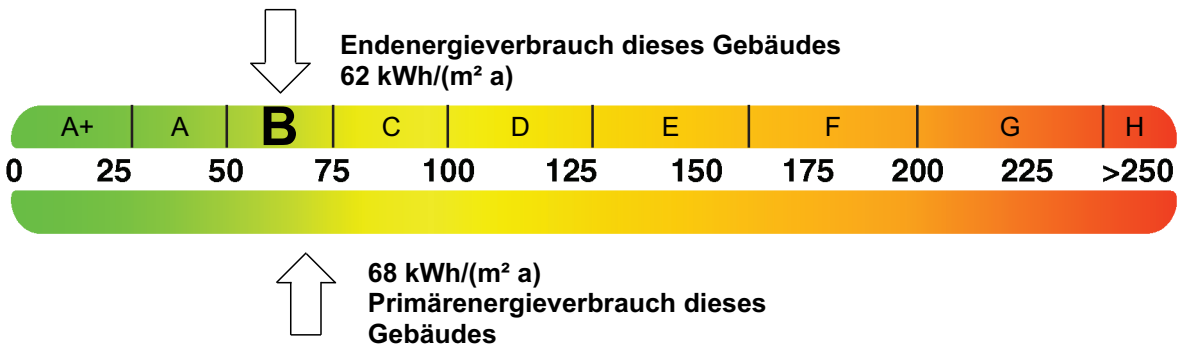 Endenergieverbrauch dieses Gebäudes
62 kWh/(m² a)
A+ A B C D E F G H
0 25 50 75 100 125 150 175 200 225 >250
68 kWh/(m² a)
Primärenergieverbrauch dieses
Gebäudes